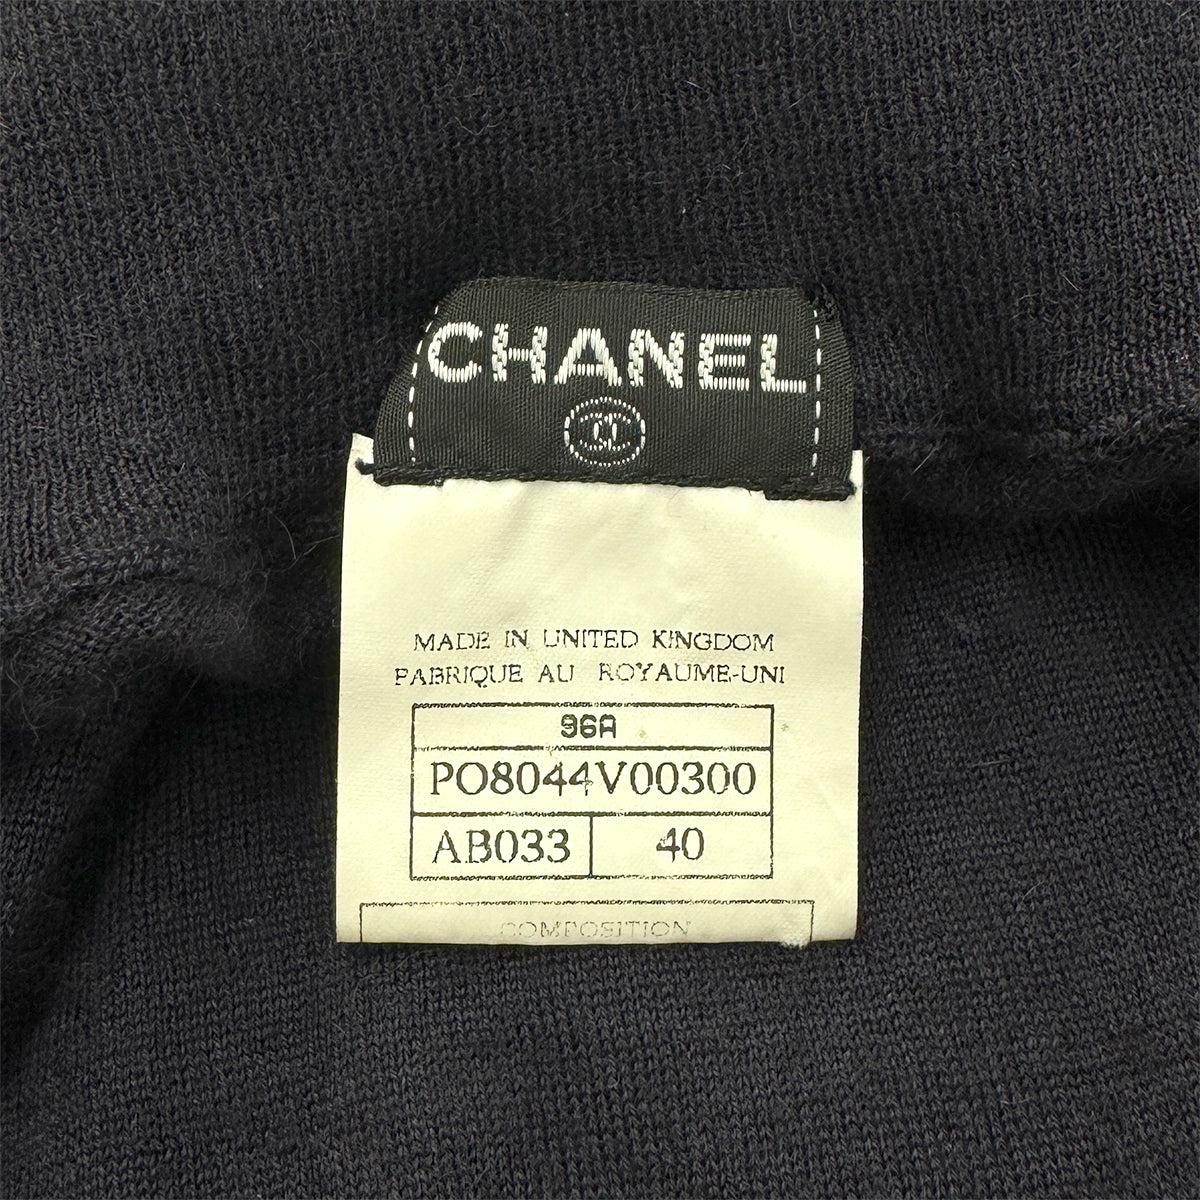 CHANEL
MADE IN UNITED KINGDOM
FABRIQUE AU ROYAUME-UNI
96A
PO8044V00300
AB033 40
COMPOSITION